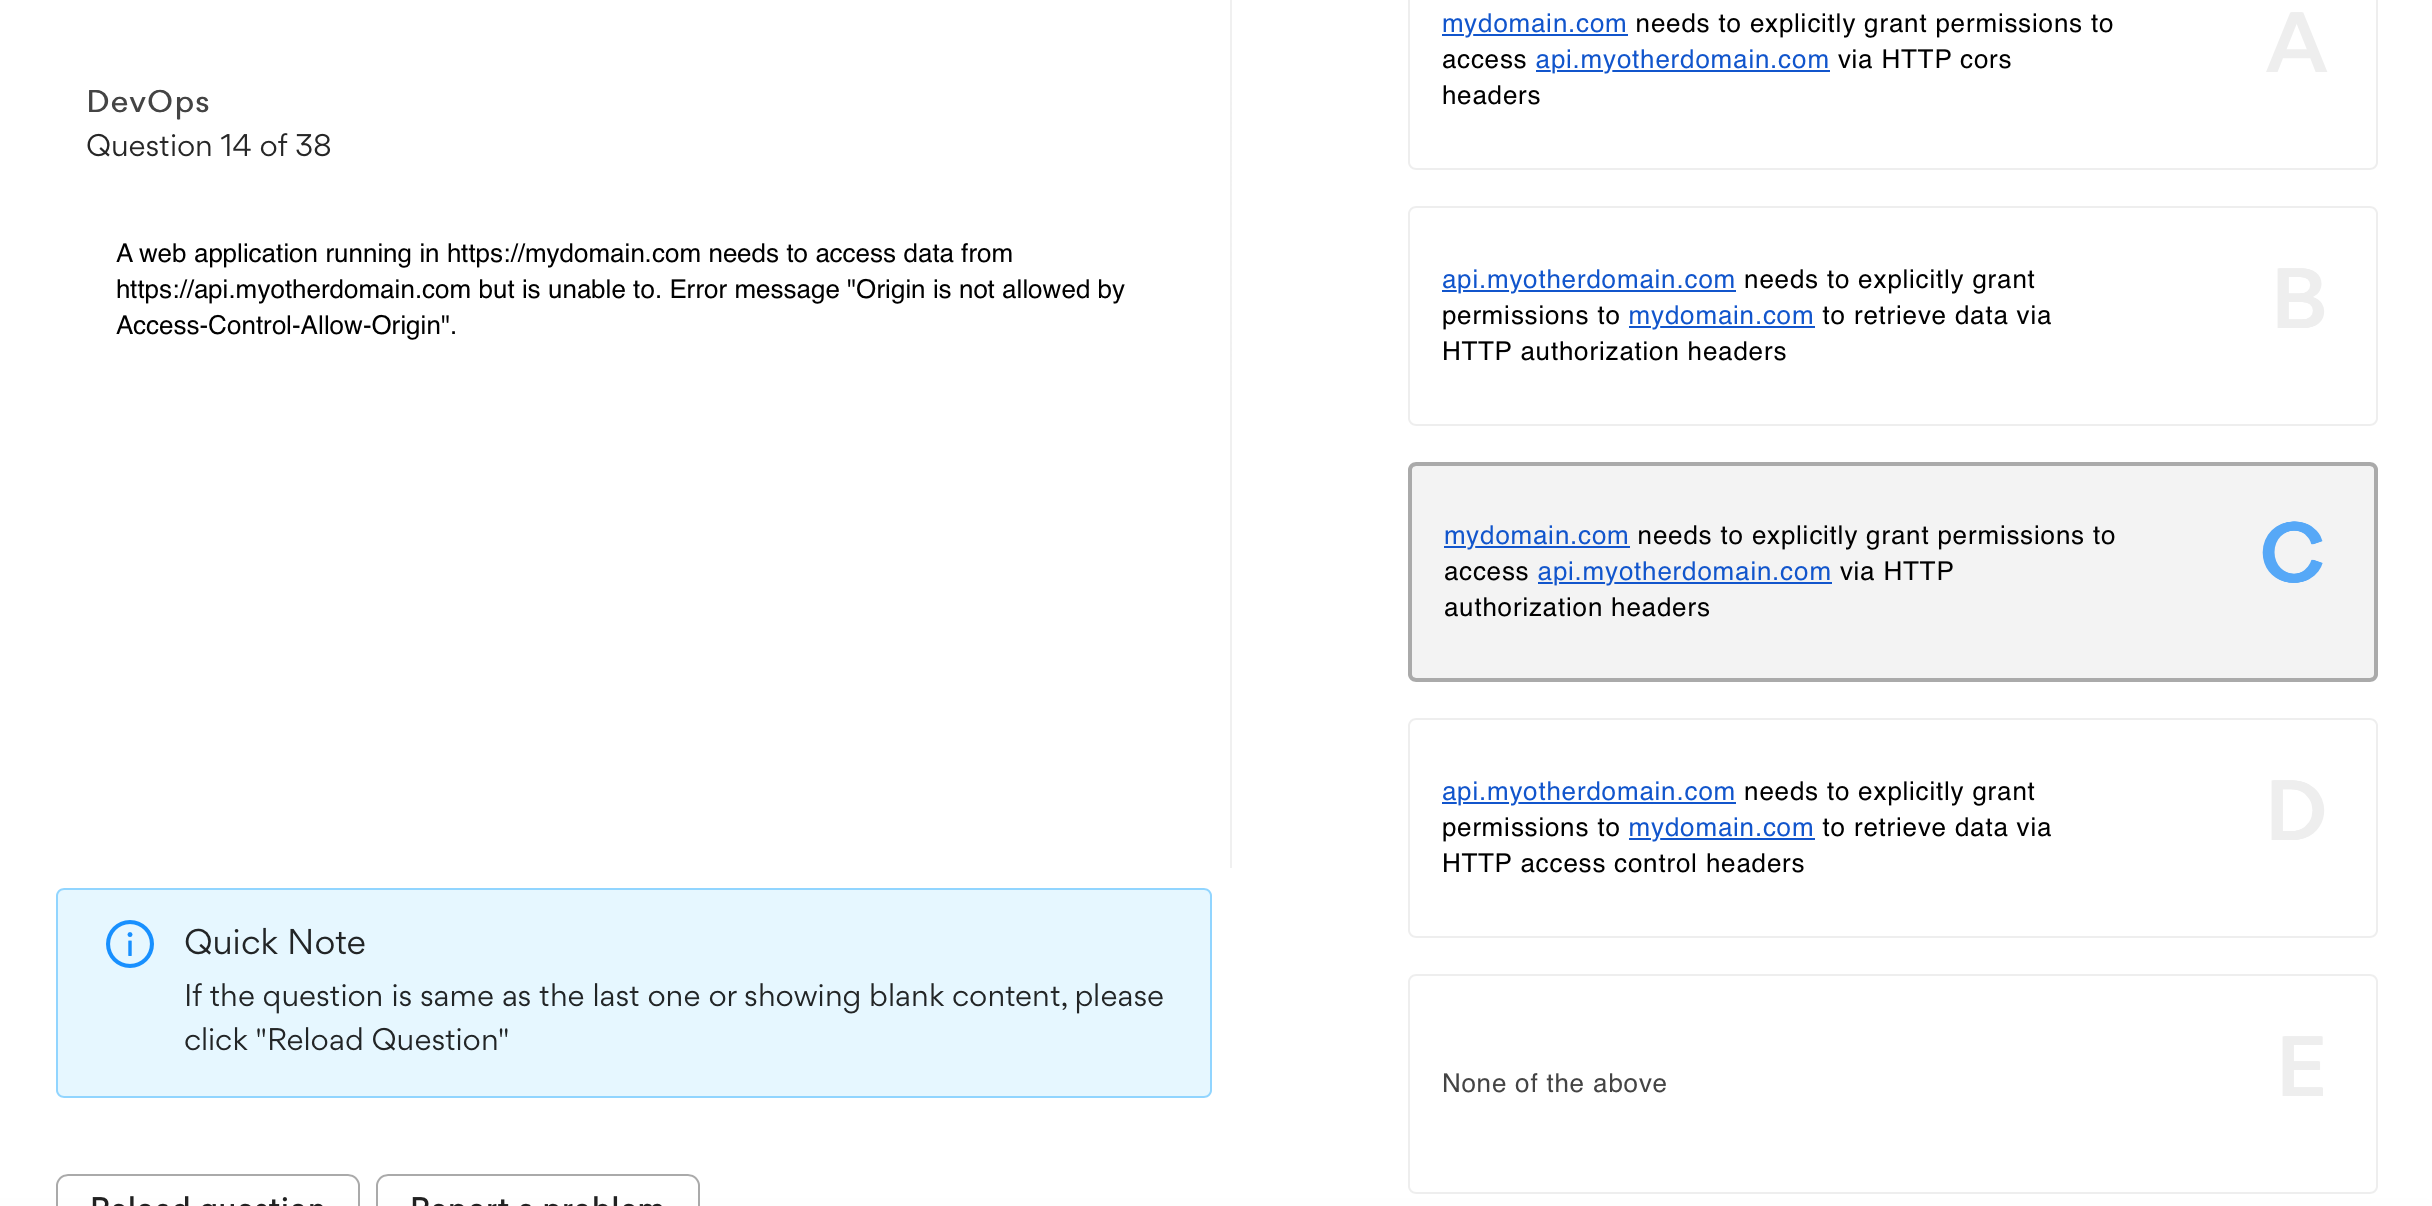 DevOps
Question 14 of 38
A web application running in https://mydomain.com needs to access data from
https://api.myotherdomain.com but is unable to. Error message "Origin is not allowed by
Access-Control-Allow-Origin".
Quick Note
If the question is same as the last one or showing blank content, please
click "Reload Question"
Reload question
Report a problem
mydomain.com needs to explicitly grant permissions to
access api.myotherdomain.com via HTTP cors
headers
A
api.myotherdomain.com needs to explicitly grant
permissions to mydomain.com to retrieve data via
HTTP authorization headers
B
mydomain.com needs to explicitly grant permissions to
access api.myotherdomain.com via HTTP
authorization headers
C
api.myotherdomain.com needs to explicitly grant
permissions to mydomain.com to retrieve data via
HTTP access control headers
D
None of the above
E